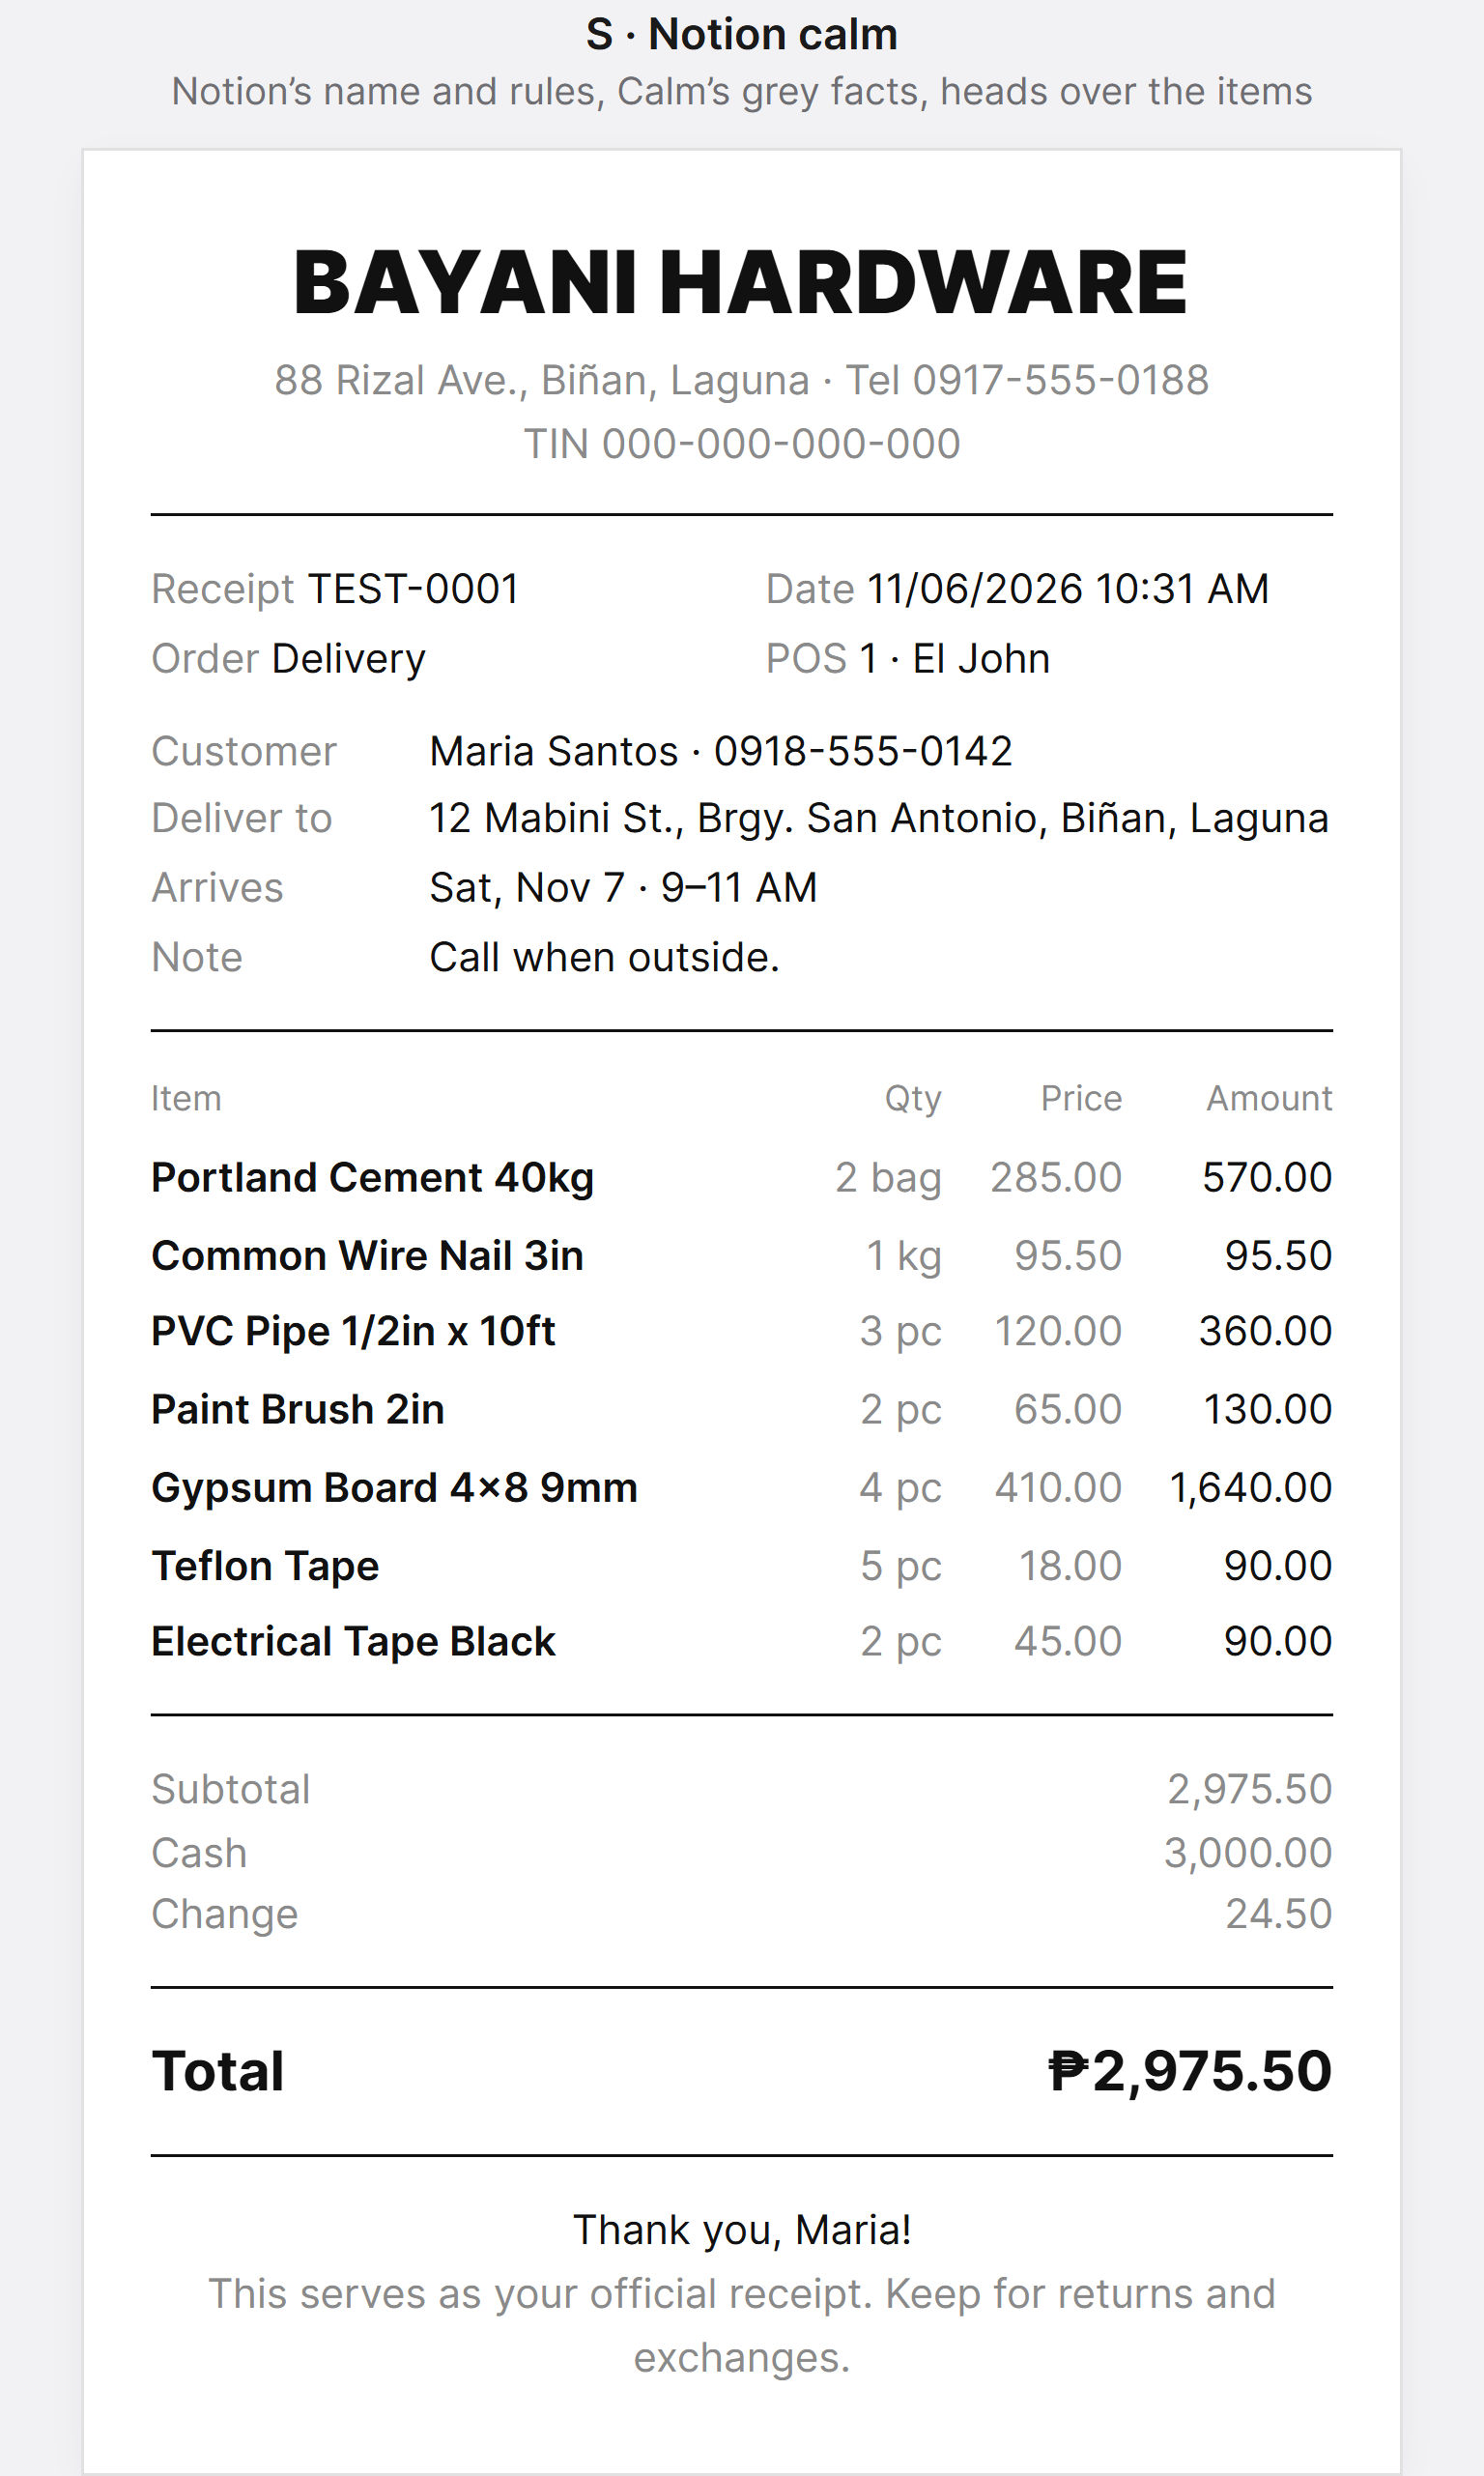 S · Notion calm
Notion’s name and rules, Calm’s grey facts, heads over the items
BAYANI HARDWARE
88 Rizal Ave., Biñan, Laguna · Tel 0917-555-0188
TIN 000-000-000-000
Receipt TEST-0001 Date 11/06/2026 10:31 AM
Order Delivery POS 1 · El John
Customer Maria Santos · 0918-555-0142
Deliver to 12 Mabini St., Brgy. San Antonio, Biñan, Laguna
Arrives Sat, Nov 7 · 9–11 AM
Note Call when outside.
Item Qty Price Amount
Portland Cement 40kg 2 bag 285.00 570.00
Common Wire Nail 3in 1 kg 95.50 95.50
PVC Pipe 1/2in x 10ft 3 pc 120.00 360.00
Paint Brush 2in 2 pc 65.00 130.00
Gypsum Board 4×8 9mm 4 pc 410.00 1,640.00
Teflon Tape 5 pc 18.00 90.00
Electrical Tape Black 2 pc 45.00 90.00
Subtotal 2,975.50
Cash 3,000.00
Change 24.50
Total ₱2,975.50
Thank you, Maria!
This serves as your official receipt. Keep for returns and
exchanges.